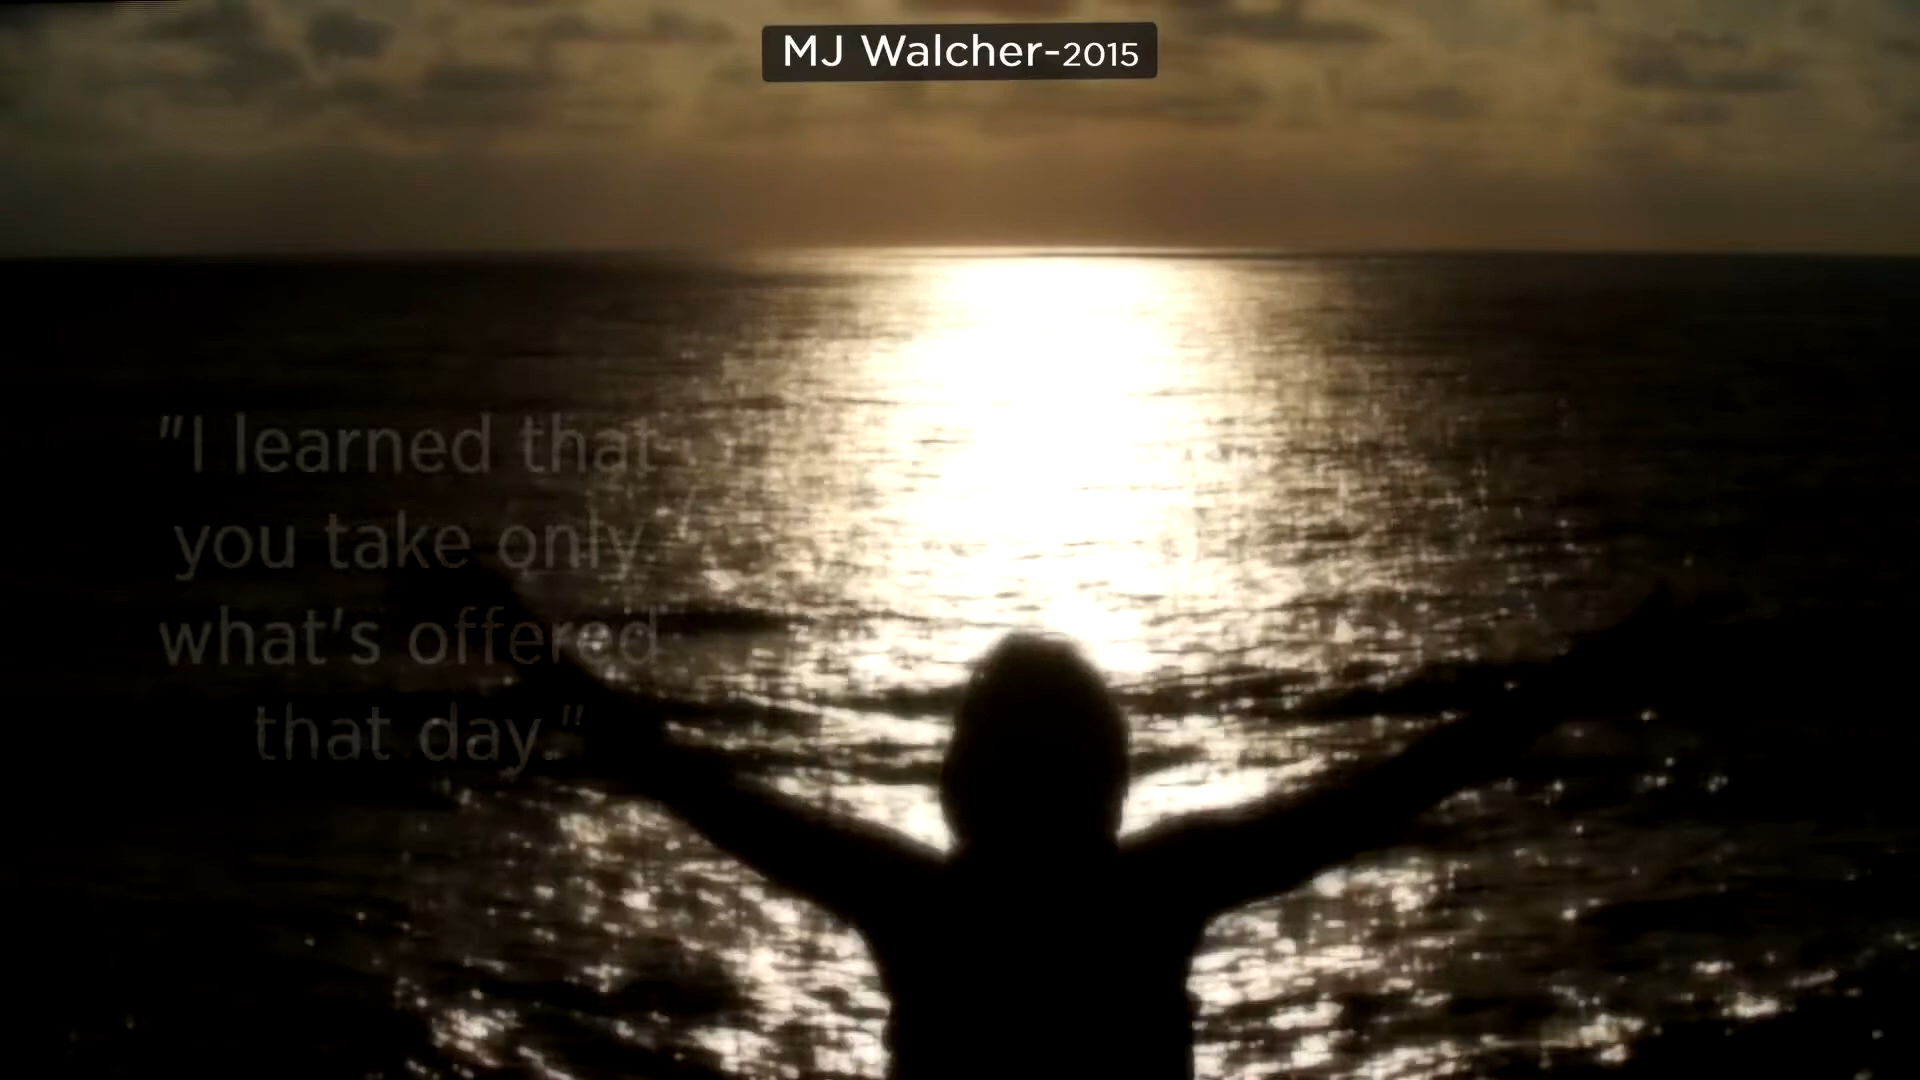 MJ Walcher-2015
"I learned that
you take only
what's offered
that day."